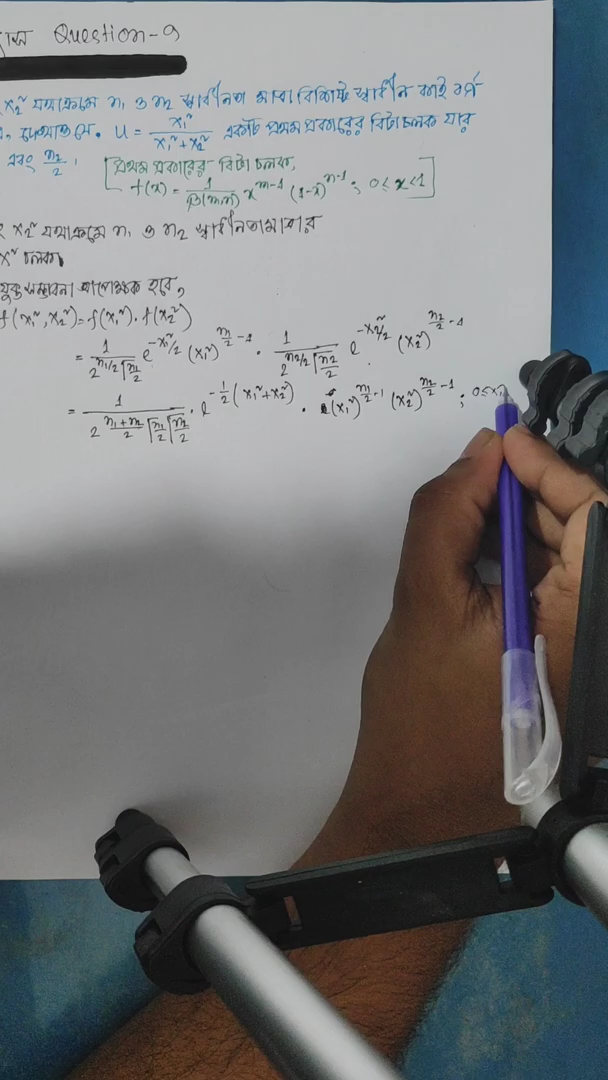 Question-9
χ₂² যথাক্রমে n₁ ও n₂ স্বাধীনতা মাত্রা বিশিষ্ট স্বাধীন কাই বর্গ
U = χ₁²/(χ₁²+χ₂²) একটি প্রথম প্রকারের বিটা চলক যার
এবং n₂/2 ।
[প্রথম প্রকারের বিটা চলক,
f(x) = 1/β(m,n) x^(m-1) (1-x)^(n-1); 0 ≤ x ≤ 1]
χ₂² যথাক্রমে n₁ ও n₂ স্বাধীনতা মাত্রার
χ² চলক।
যুক্ত সম্ভাবনা অপেক্ষক হবে,
f(χ₁², χ₂²) = f(χ₁²) · f(χ₂²)
= 1/(2^(n₁/2) Γ(n₁/2)) e^(-χ₁²/2) (χ₁²)^(n₁/2 -1) · 1/(2^(n₂/2) Γ(n₂/2)) e^(-χ₂²/2) · (χ₂²)^(n₂/2 -1)
= 1/(2^((n₁+n₂)/2) Γ(n₁/2) Γ(n₂/2)) · e^(-1/2 (χ₁²+χ₂²)) · (χ₁²)^(n₁/2 -1) (χ₂²)^(n₂/2 -1) ; 0 ≤ χ₁